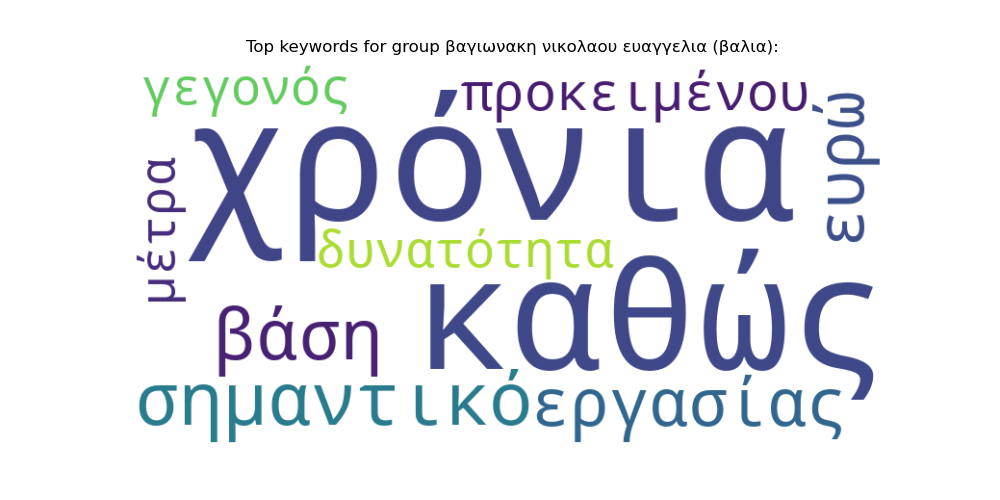 Top keywords for group βαγιωνακη νικολαου ευαγγελια (βαλια):
γεγονός
προκειμένου
χρόνια
ευρώ
μέτρα
δυνατότητα
καθώς
βάση
σημαντικό
εργασίας